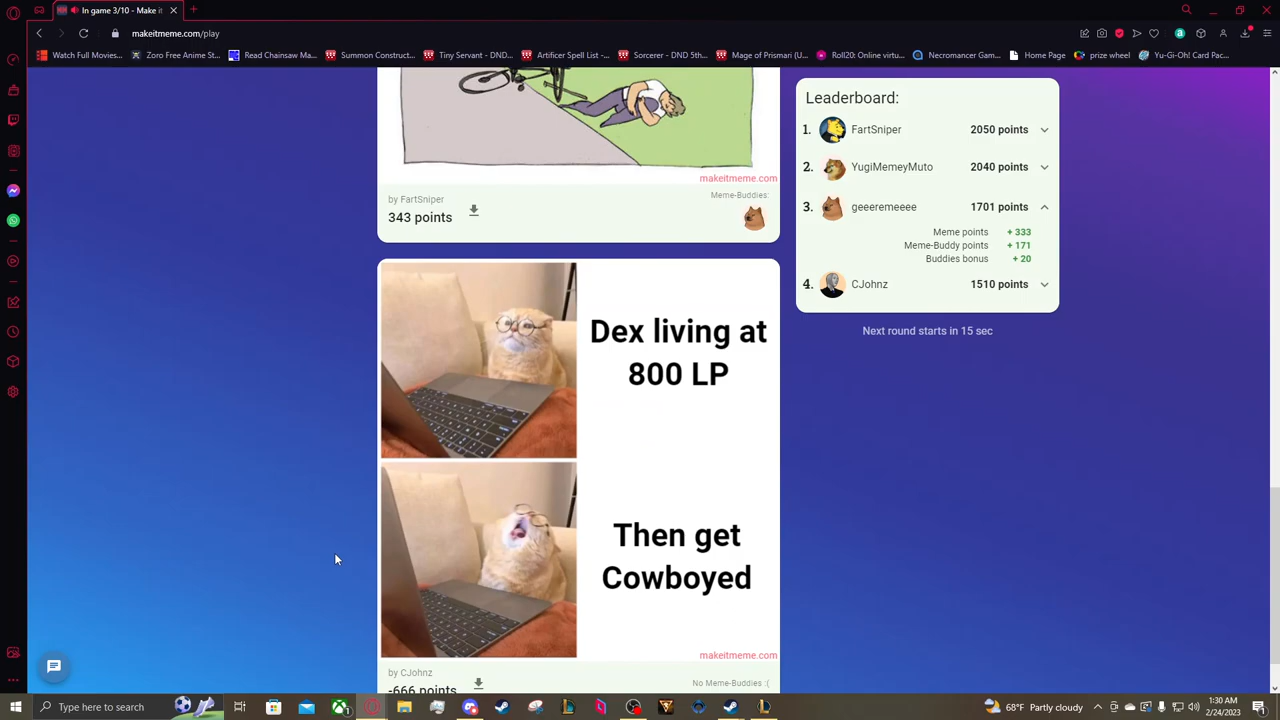 In game 3/10 - Make it
makeitmeme.com/play
Watch Full Movies...
Zoro Free Anime St...
Read Chainsaw Ma...
Summon Construct...
Tiny Servant - DND...
Artificer Spell List -...
Sorcerer - DND 5th...
Mage of Prismari (U...
Roll20: Online virtu...
Necromancer Gold -...
Home Page
prize wheel
Yu-Gi-Oh! Card Pac...
makeitmeme.com
by FartSniper
343 points
Meme-Buddies:
Dex living at
800 LP
Then get
Cowboyed
makeitmeme.com
by CJohnz
-666 points
No Meme-Buddies :(
Leaderboard:
1. FartSniper 2050 points
2. YugiMemeyMuto 2040 points
3. geeeremeeee 1701 points
Meme points + 333
Meme-Buddy points + 171
Buddies bonus + 20
4. CJohnz 1510 points
Next round starts in 15 sec
Type here to search
68°F Partly cloudy
1:30 AM
2/24/2023